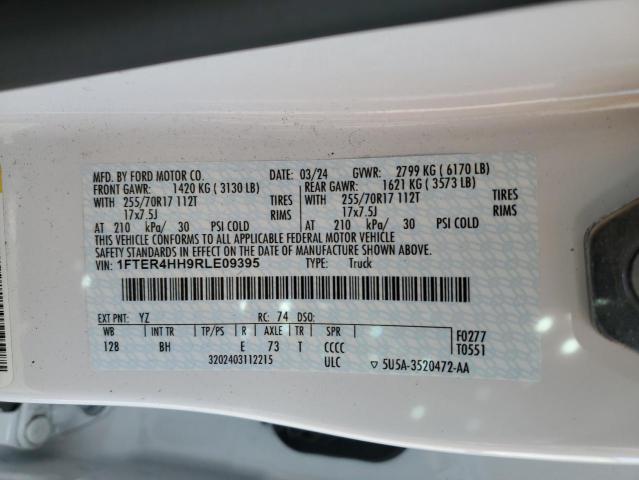 MFD. BY FORD MOTOR CO.
DATE: 03/24 GVWR: 2799 KG ( 6170 LB)
FRONT GAWR: 1420 KG ( 3130 LB)
REAR GAWR: 1621 KG ( 3573 LB)
WITH 255/70R17 112T TIRES
WITH 255/70R17 112T TIRES
17x7.5J RIMS
17x7.5J RIMS
AT 210 kPa/ 30 PSI COLD
AT 210 kPa/ 30 PSI COLD
THIS VEHICLE CONFORMS TO ALL APPLICABLE FEDERAL MOTOR VEHICLE
SAFETY STANDARDS IN EFFECT ON THE DATE OF MANUFACTURE SHOWN ABOVE.
VIN: 1FTER4HH9RLE09395 TYPE: Truck
EXT PNT: YZ RC: 74 DSO:
WB INT TR TP/PS R AXLE TR SPR
128 BH E 73 T CCCC
F0277
T0551
3202403112215 ULC
5U5A-3520472-AA